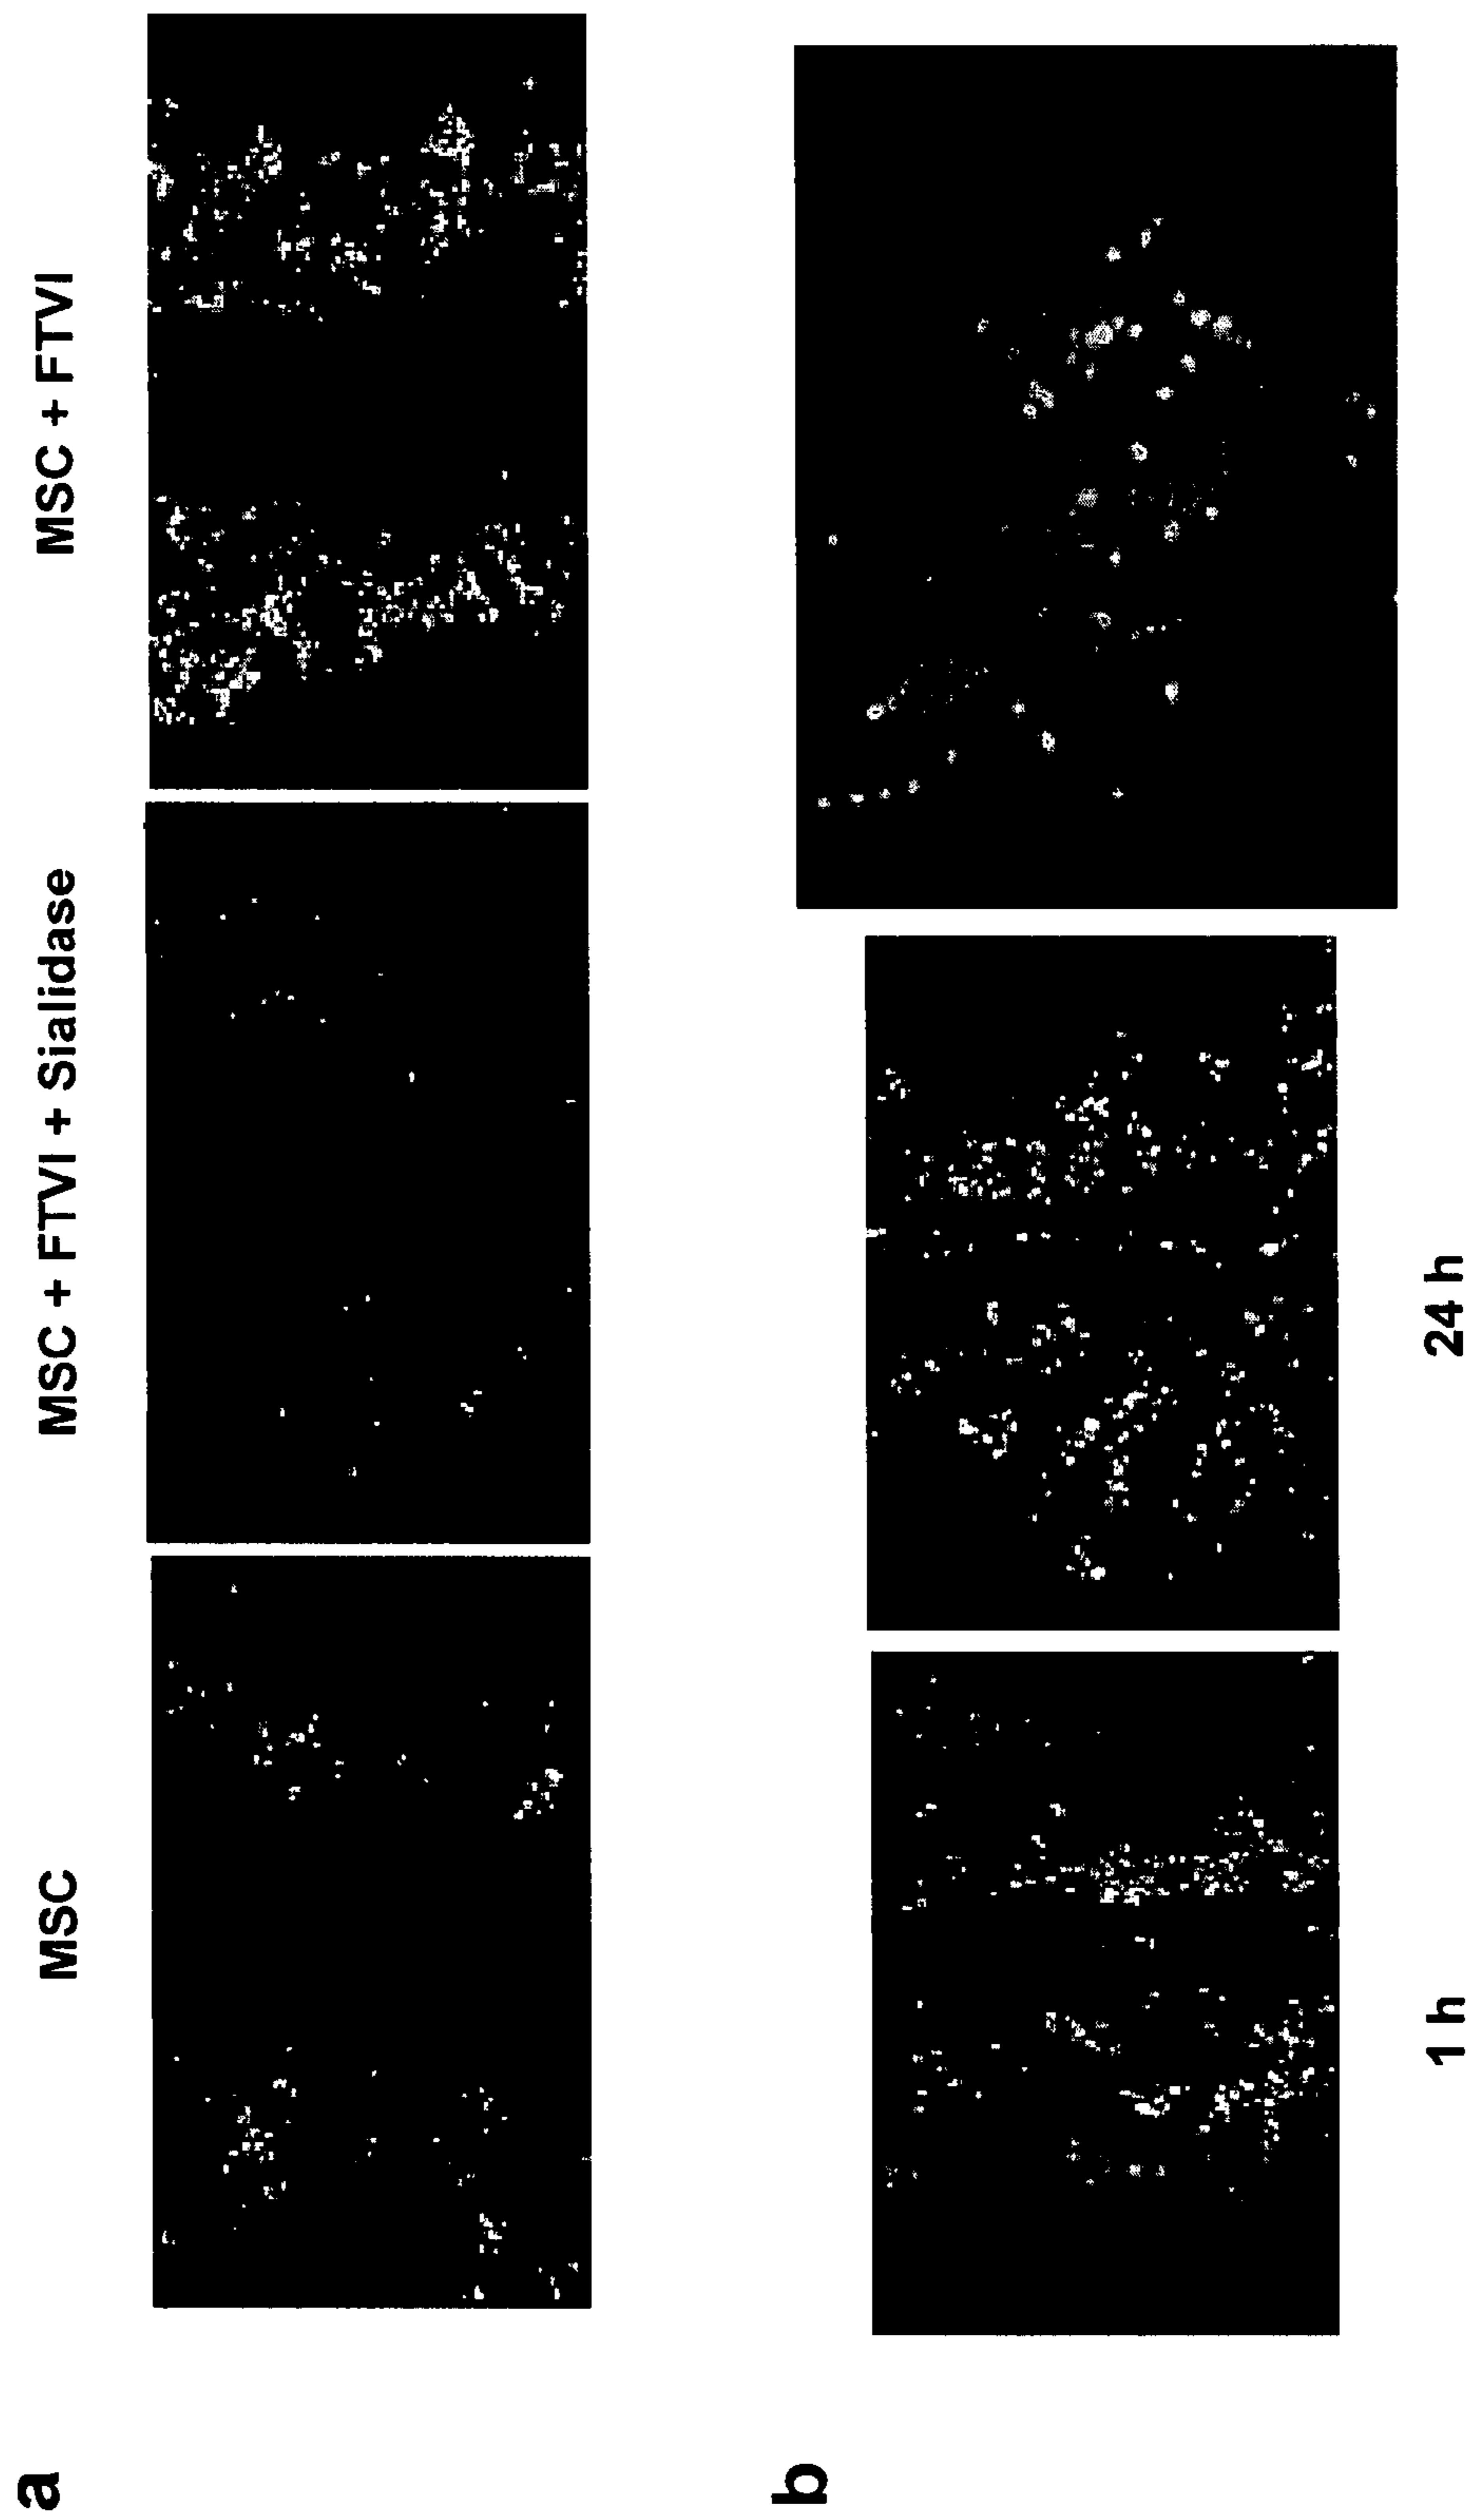 a
MSC
MSC + FTVI + Sialidase
MSC + FTVI
b
1 h
24 h